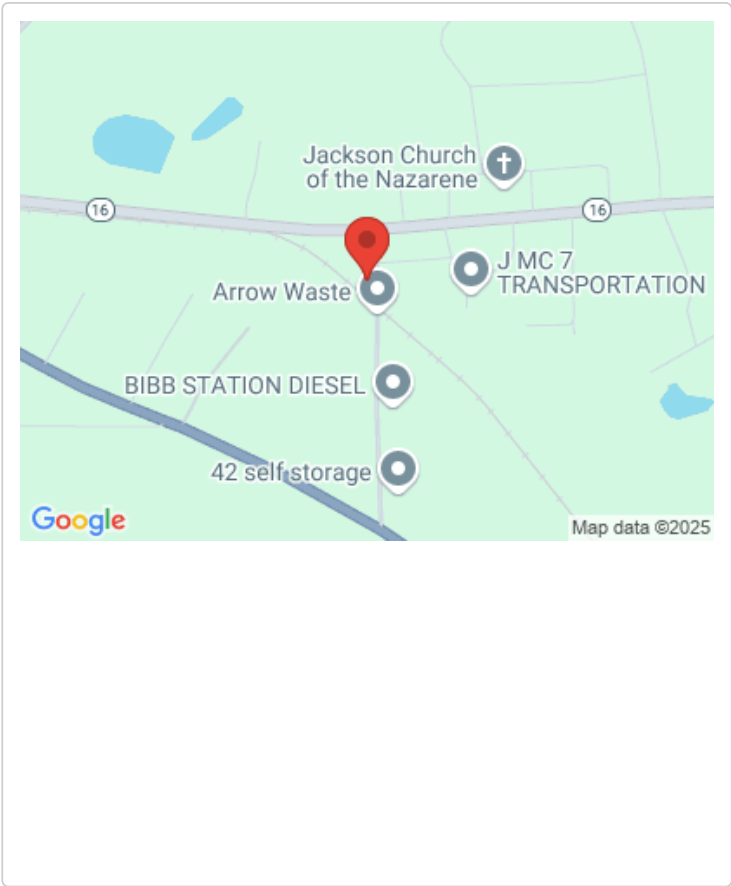 Jackson Church
of the Nazarene
16
16
J MC 7
TRANSPORTATION
Arrow Waste
BIBB STATION DIESEL
42 self storage
Google
Map data ©2025